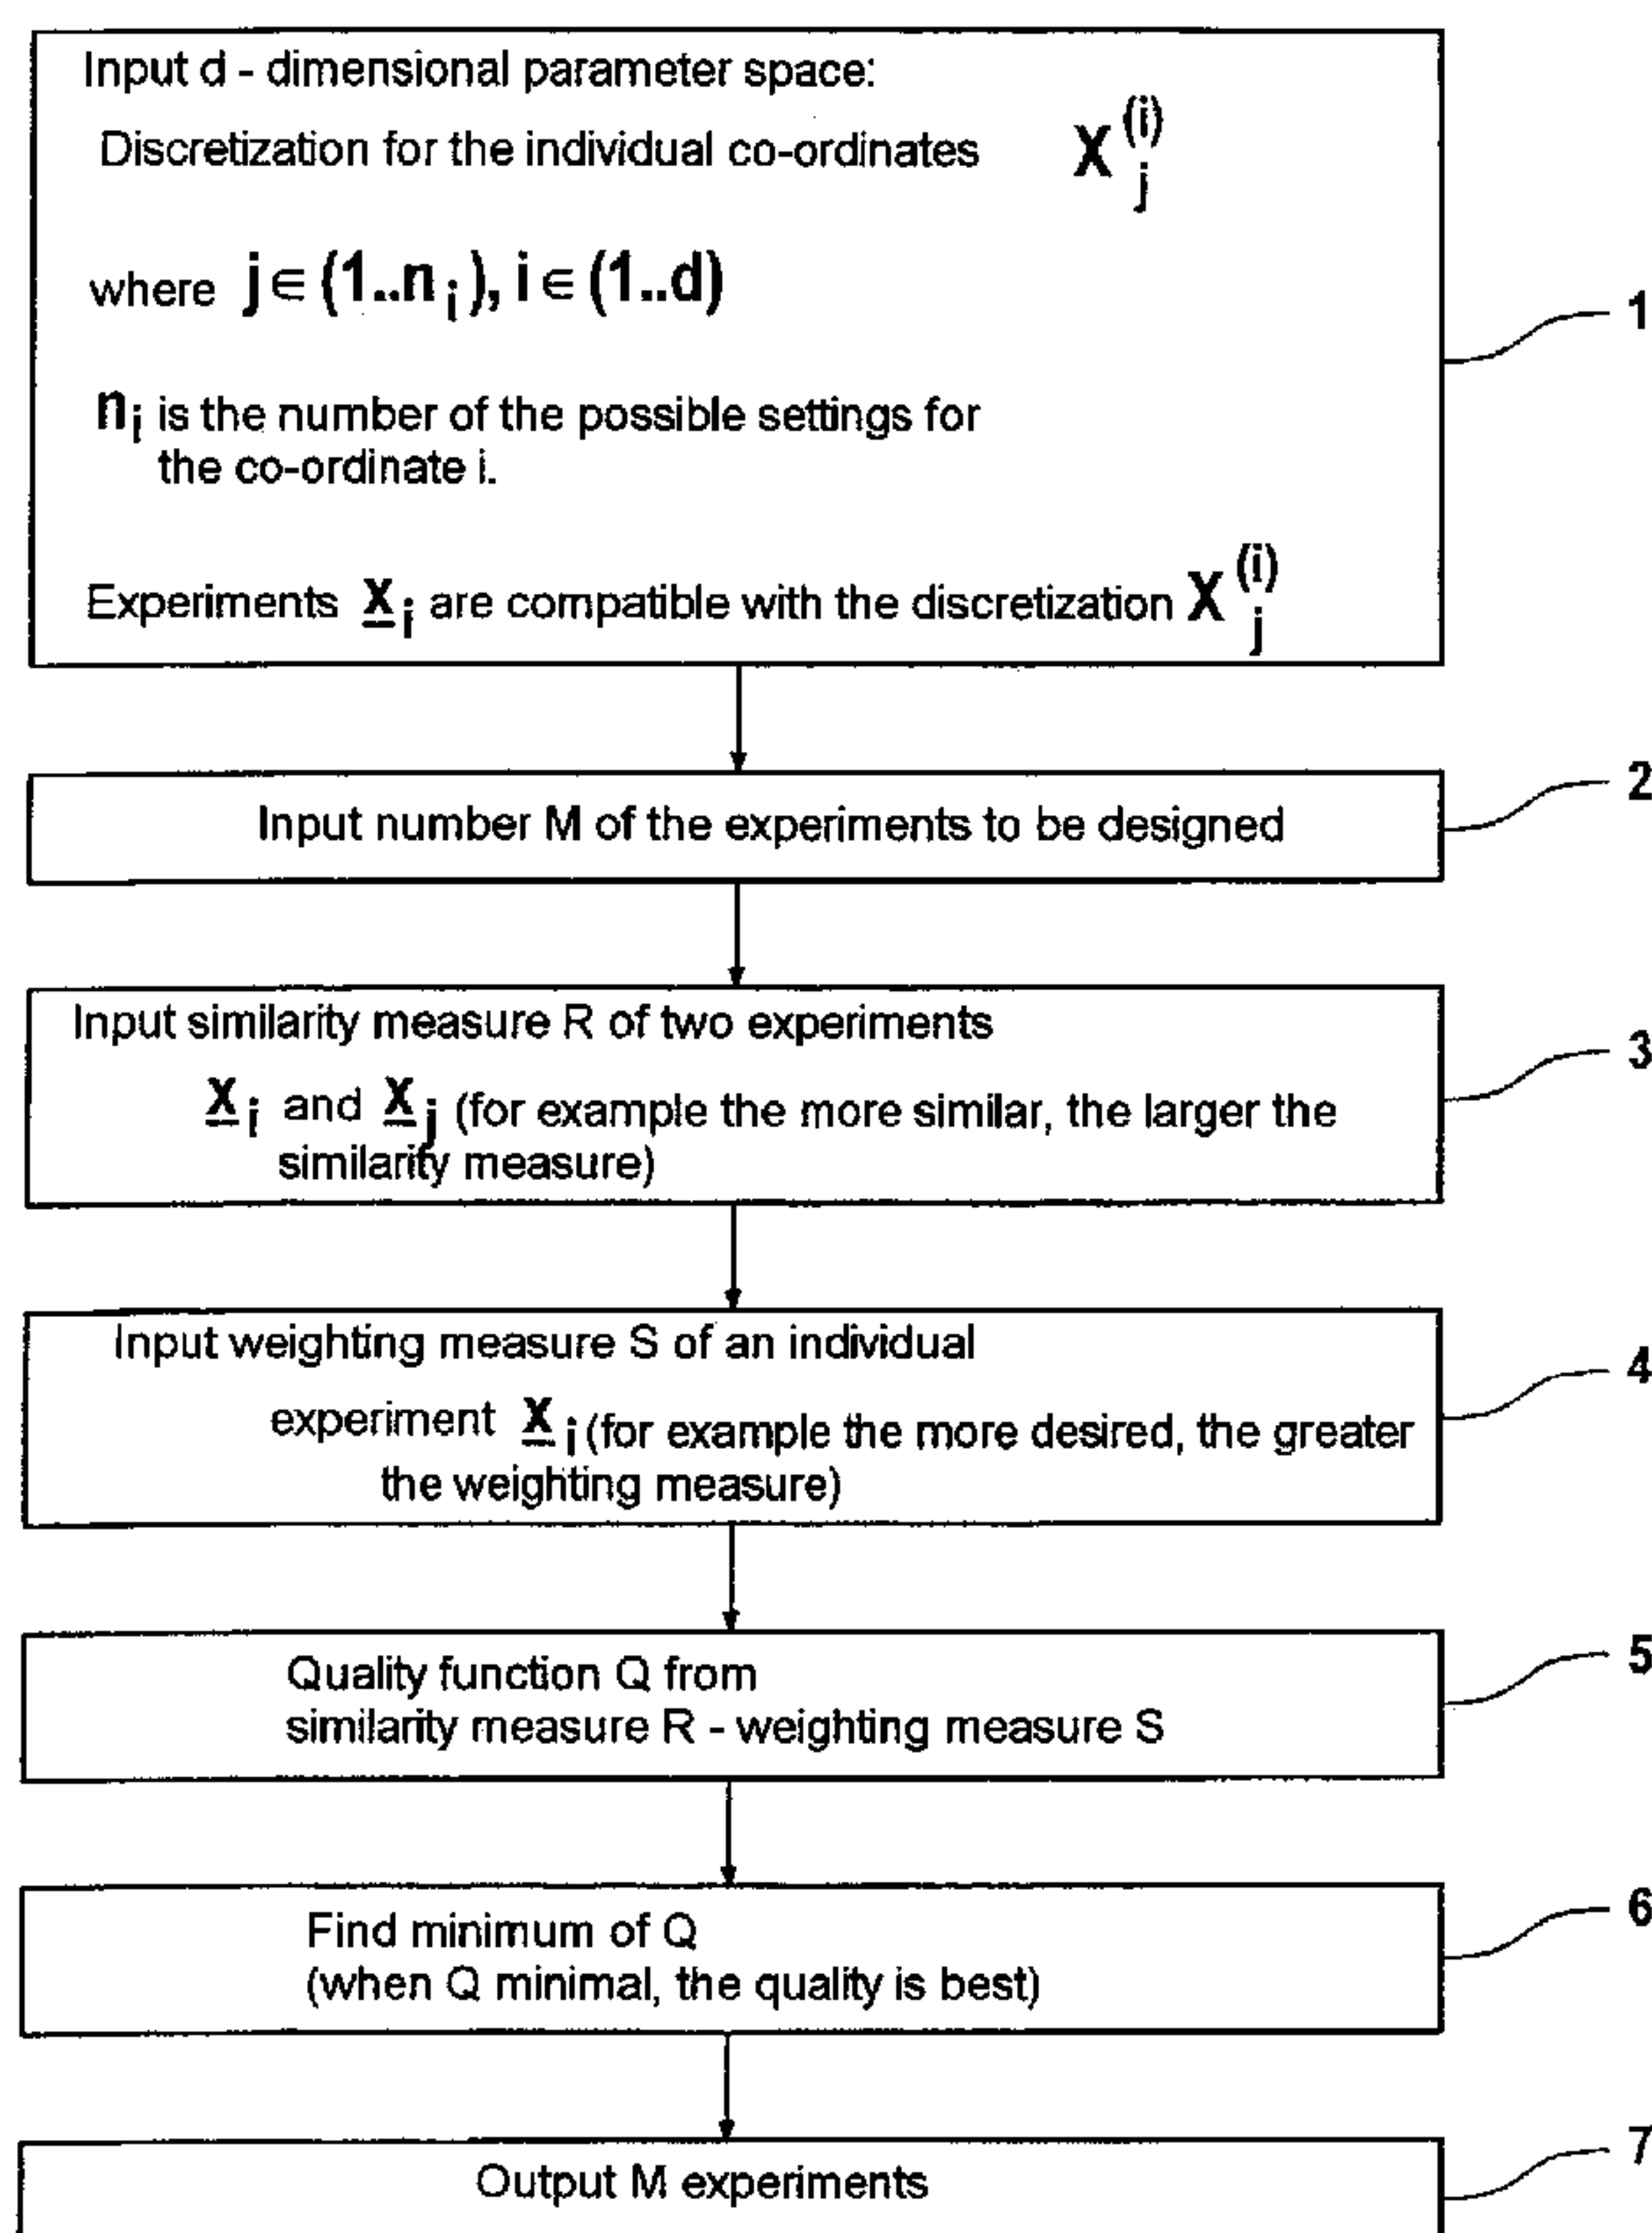 Input d - dimensional parameter space:
Discretization for the individual co-ordinates X_j^(i)
where j ∈ (1..n_i), i ∈ (1..d)
1
n_i is the number of the possible settings for
the co-ordinate i.
Experiments X_i are compatible with the discretization X_j^(i)
2
Input number M of the experiments to be designed
Input similarity measure R of two experiments
3
X_i and X_j (for example the more similar, the larger the
similarity measure)
Input weighting measure S of an individual
4
experiment X_i (for example the more desired, the greater
the weighting measure)
5
Quality function Q from
similarity measure R - weighting measure S
6
Find minimum of Q
(when Q minimal, the quality is best)
7
Output M experiments